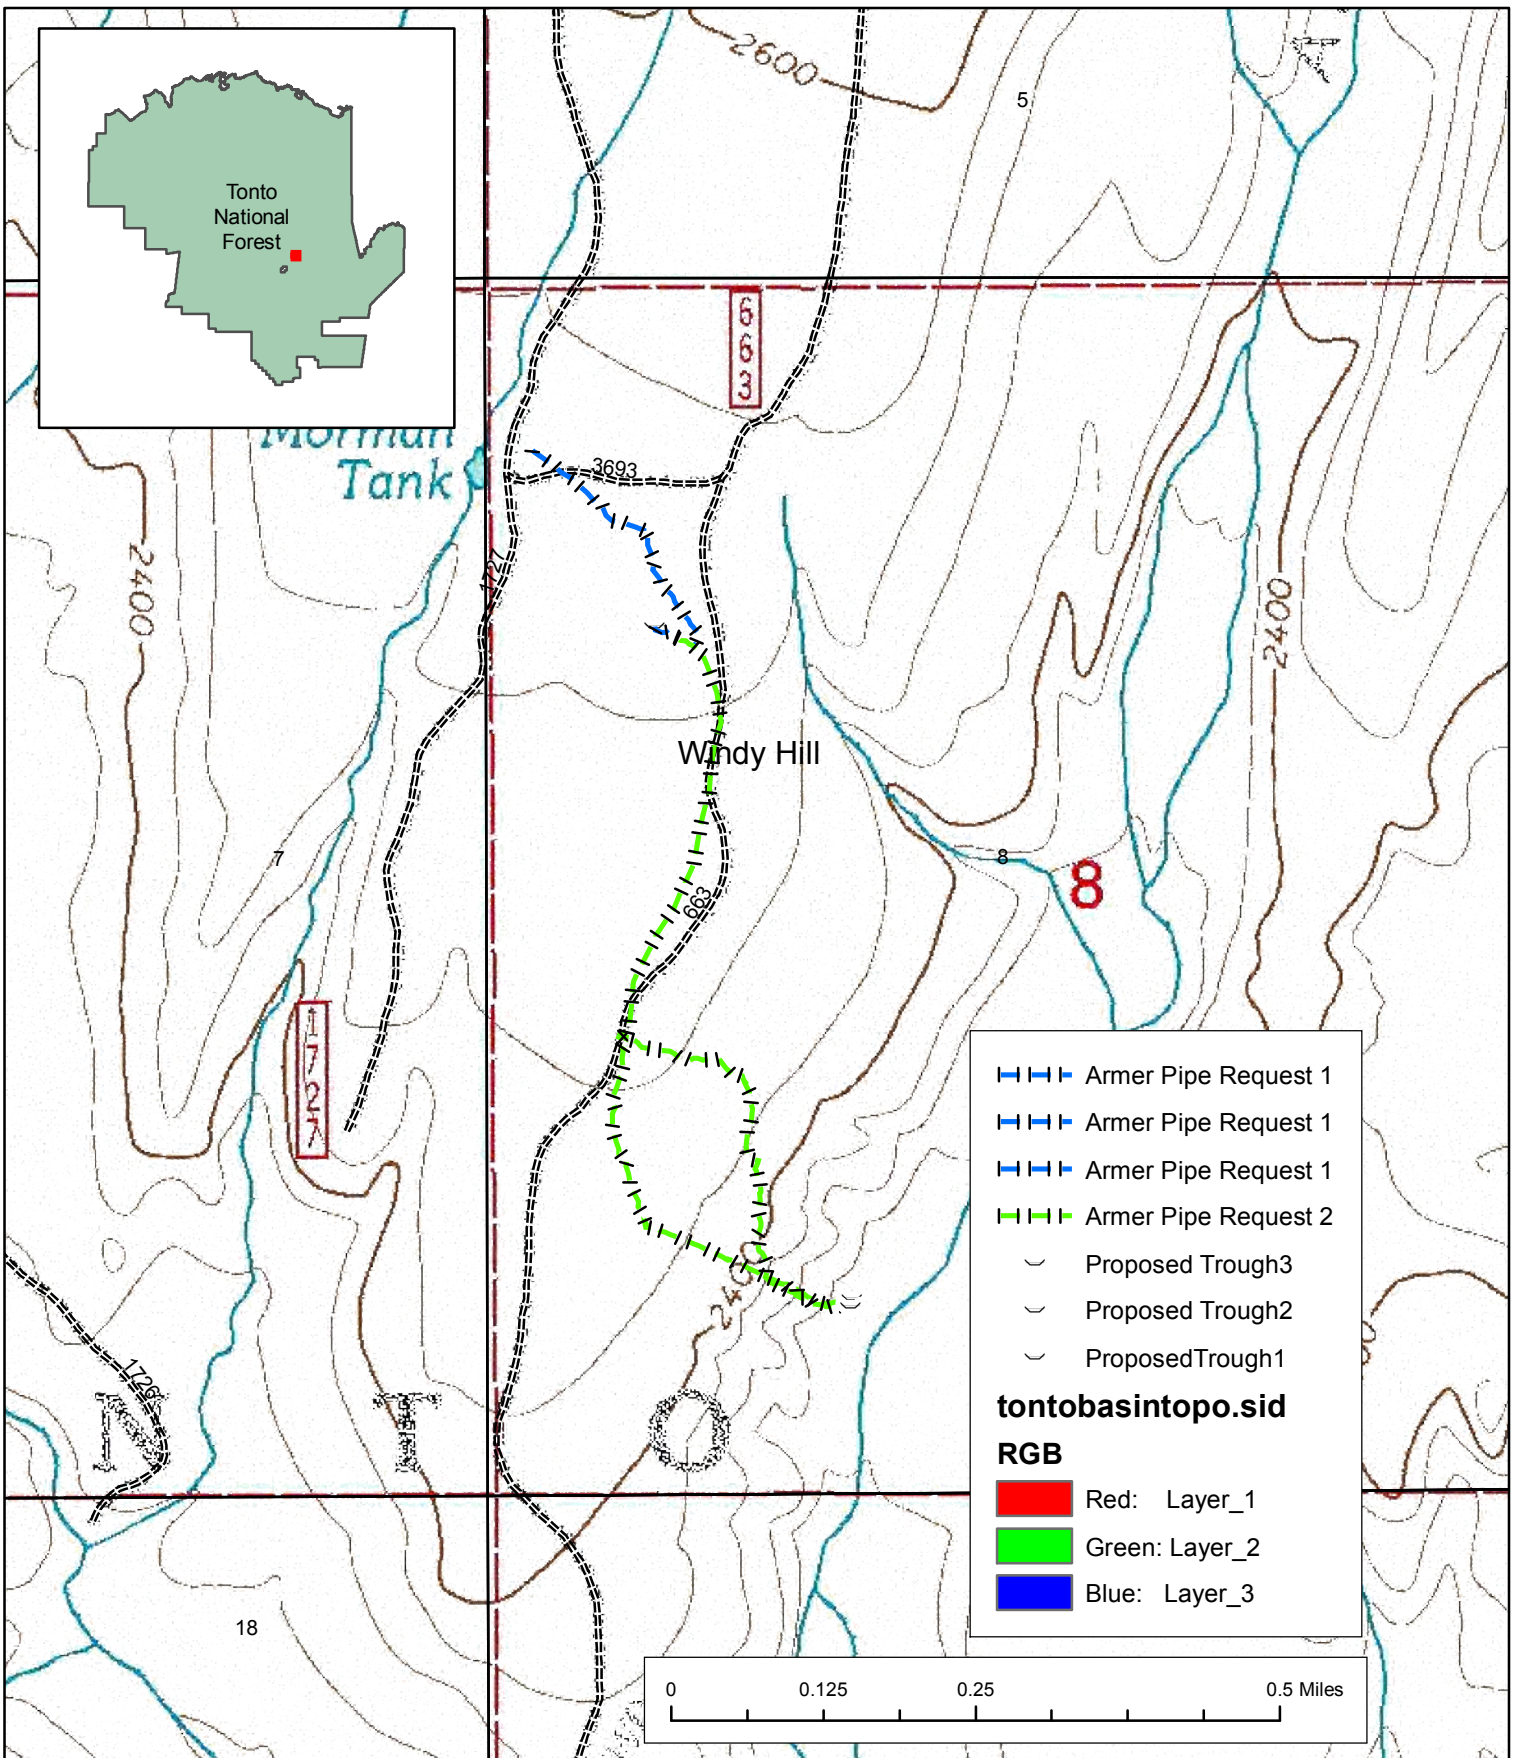 2600
5
Tonto
National
Forest
663
Morman
Tank
3693
1727
2400
2400
Windy Hill
7
8
8
663
1727
2400
1726
N T O
18
Armer Pipe Request 1
Armer Pipe Request 1
Armer Pipe Request 1
Armer Pipe Request 2
Proposed Trough3
Proposed Trough2
ProposedTrough1
tontobasintopo.sid
RGB
Red: Layer_1
Green: Layer_2
Blue: Layer_3
0 0.125 0.25 0.5 Miles